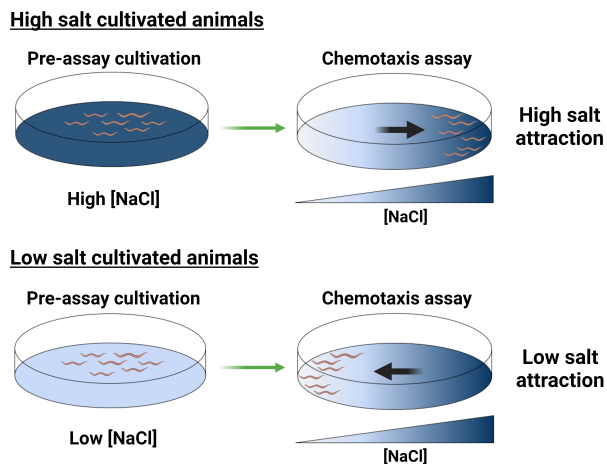 High salt cultivated animals
Pre-assay cultivation
Chemotaxis assay
High salt
attraction
High [NaCl]
[NaCl]
Low salt cultivated animals
Pre-assay cultivation
Chemotaxis assay
Low salt
attraction
Low [NaCl]
[NaCl]